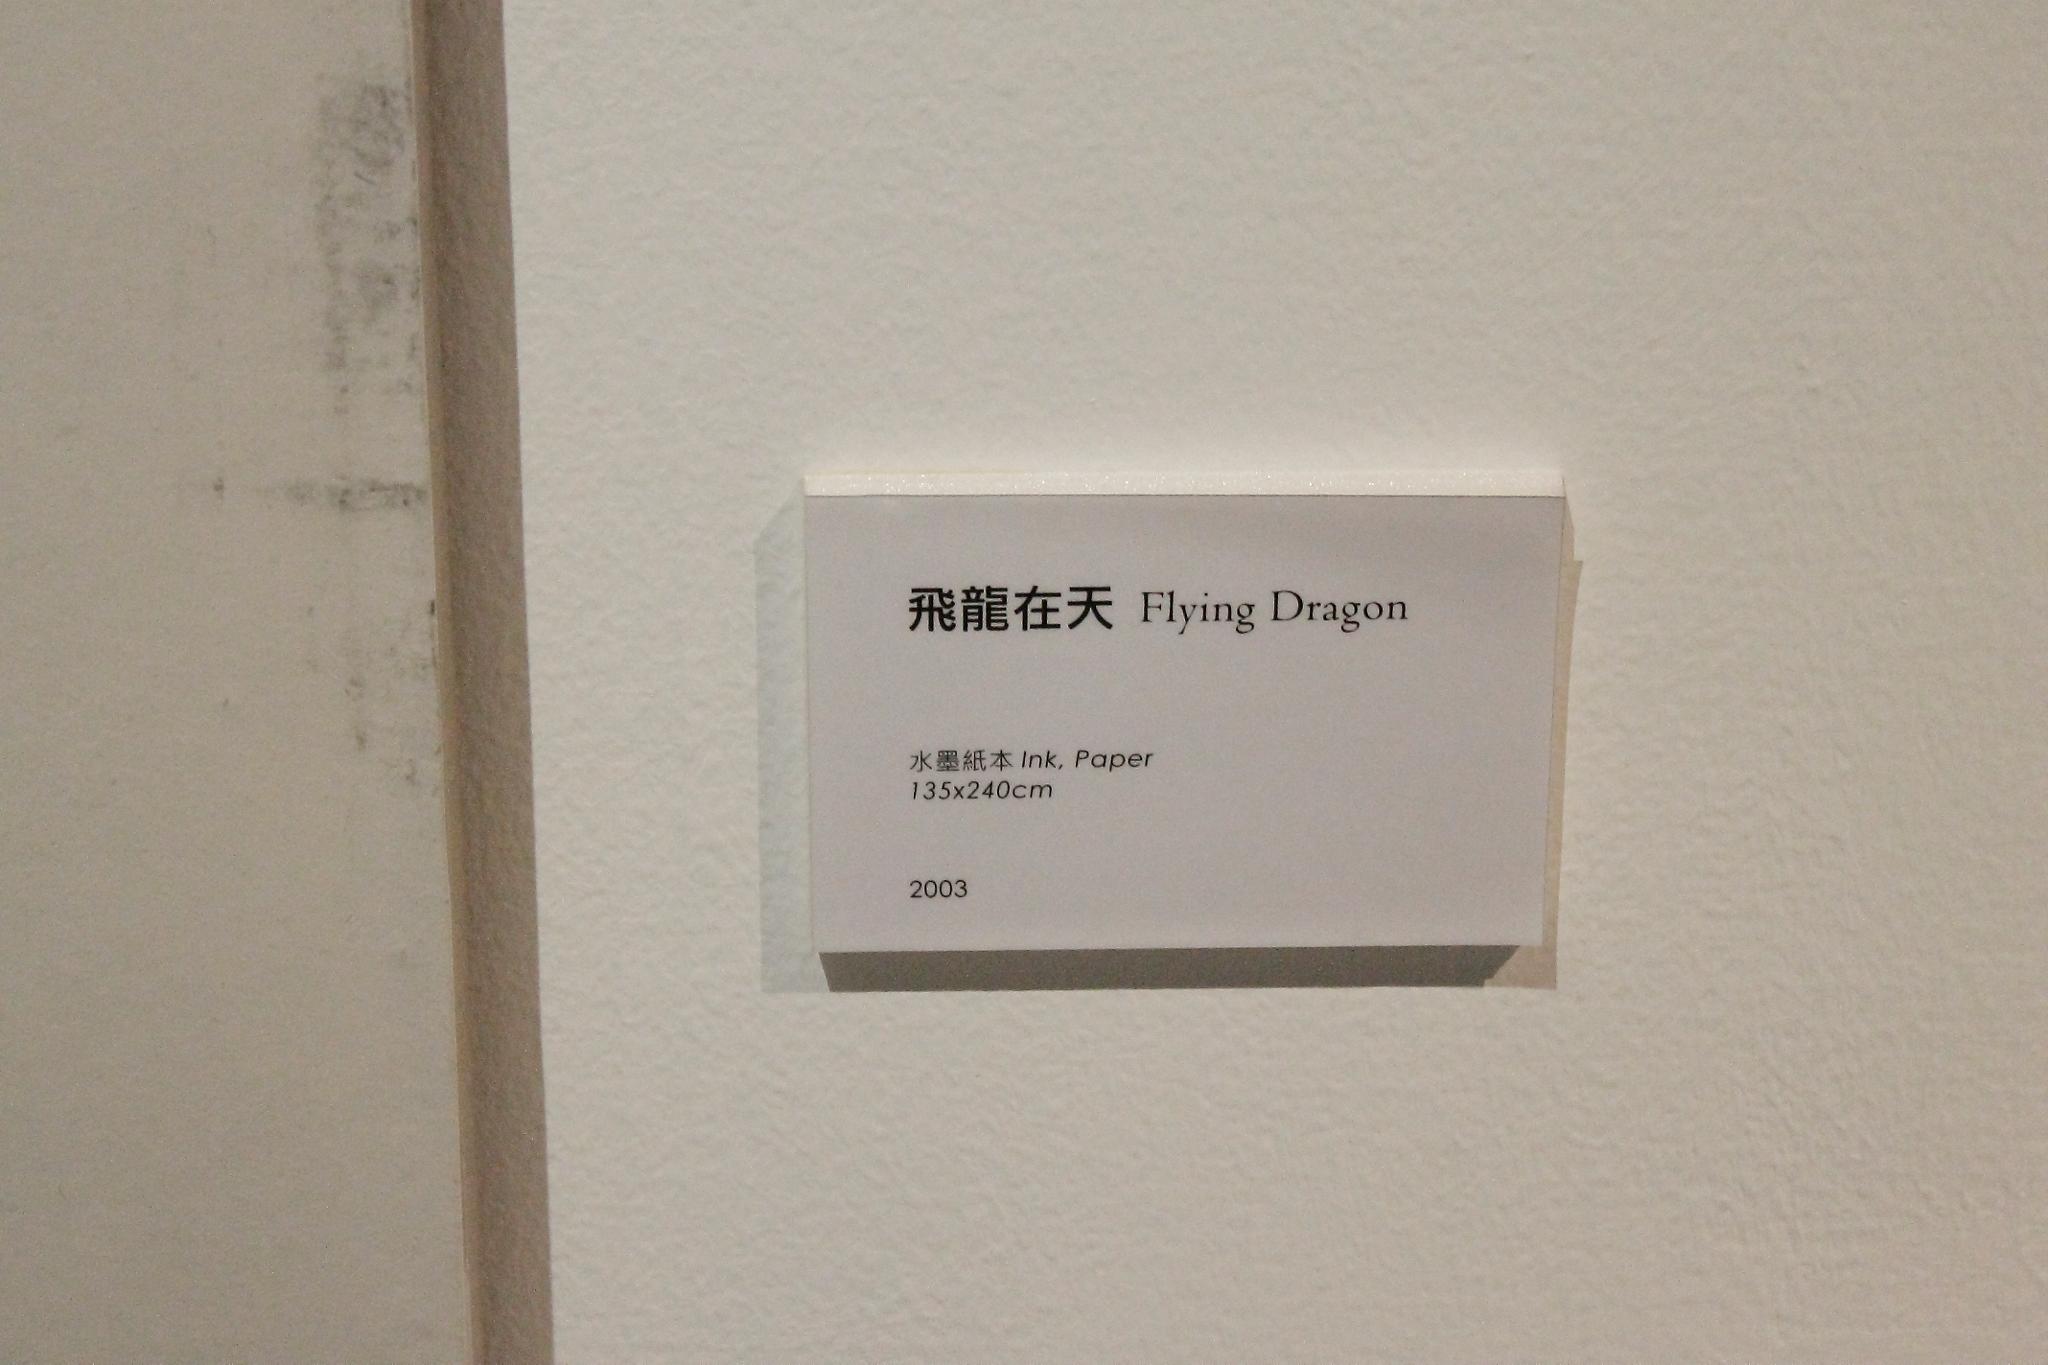 飛龍在天 Flying Dragon
水墨紙本 Ink, Paper
135x240cm
2003